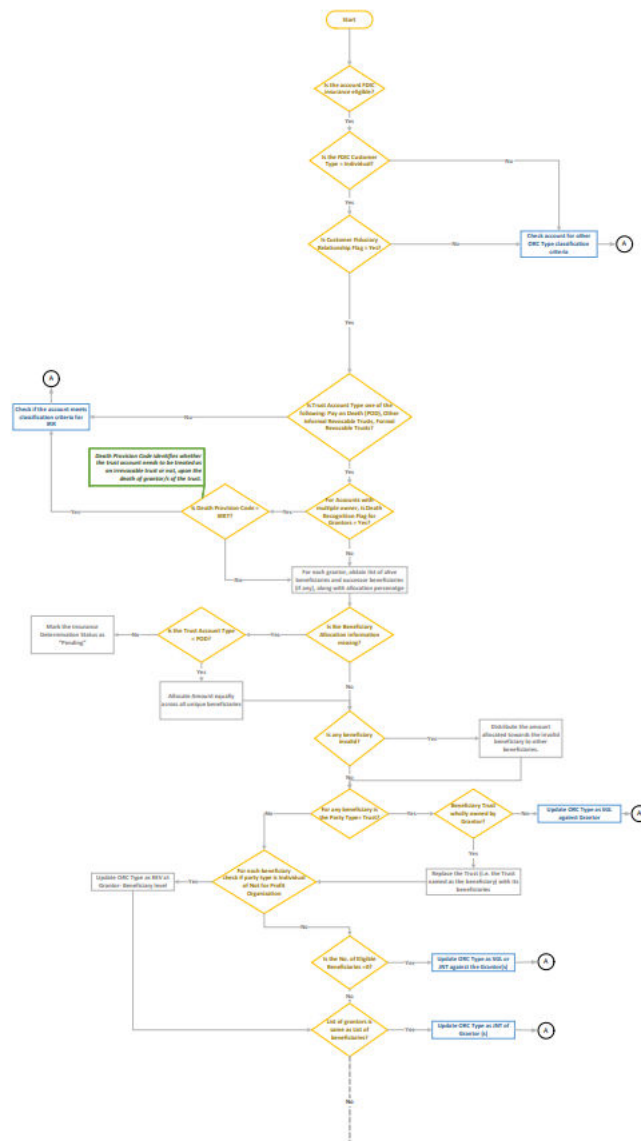 Start
Is the account FDIC
insurance eligible?
Yes
Is the FDIC Customer
Type = Individual?
No
Yes
Is Customer Fiduciary
Relationship Flag = Yes?
No
Check account for other
ORC Type classification
criteria
A
Yes
A
Is Trust Account Type one of the
following: Pay on Death (POD), Other
Informal Revocable Trusts, Formal
Revocable Trusts?
No
Check if the account meets
classification criteria for
IRR
Death Provision Code identifies whether
the trust account needs to be treated as
an irrevocable trust or not, upon the
death of grantor/s of the trust.
Yes
For Accounts with
multiple owner, is Death
Recognition Flag for
Grantors = Yes?
Yes
Is Death Provision Code =
IRR??
Yes
No
No
For each grantor, obtain list of alive
beneficiaries and successor beneficiaries
(if any), along with allocation percentage
Is the Beneficiary
Allocation information
missing?
Yes
Is the Trust Account Type
= POD?
No
Mark the Insurance
Determination Status as
"Pending"
Yes
Allocate Amount equally
across all unique beneficiaries
No
Is any beneficiary
invalid?
Yes
Distribute the amount
allocated towards the invalid
beneficiary to other
beneficiaries.
No
For any beneficiary is
the Party Type= Trust?
Yes
Beneficiary Trust
wholly owned by
Grantor?
No
Update ORC Type as SGL
against Grantor
A
No
Yes
Replace the Trust (i.e. the Trust
named as the beneficiary) with its
beneficiaries
For each beneficiary
check if party type is Individual
of Not for Profit
Organization
Yes
Update ORC Type as REV at
Grantor- Beneficiary level
No
Is the No. of Eligible
Beneficiaries =0?
Yes
Update ORC Type as SGL or
JNT against the Grantor(s)
A
No
List of grantors is
same as List of
beneficiaries?
Yes
Update ORC Type as JNT of
Grantor (s)
A
No